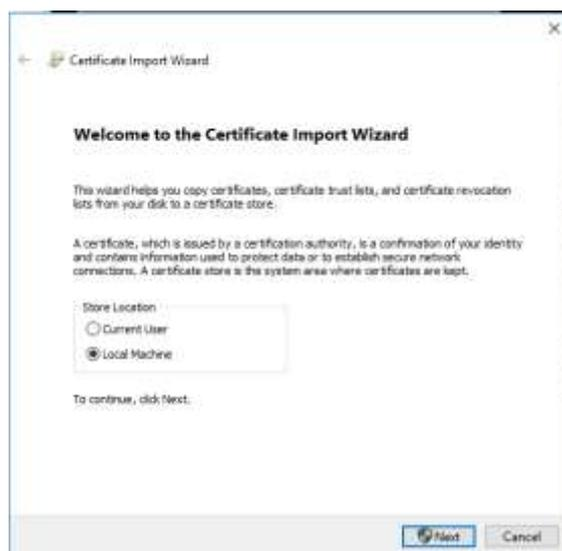 Certificate Import Wizard
Welcome to the Certificate Import Wizard
This wizard helps you copy certificates, certificate trust lists, and certificate revocation
lists from your disk to a certificate store.
A certificate, which is issued by a certification authority, is a confirmation of your identity
and contains information used to protect data or to establish secure network
connections. A certificate store is the system area where certificates are kept.
Store Location
Current User
Local Machine
To continue, click Next.
Next
Cancel